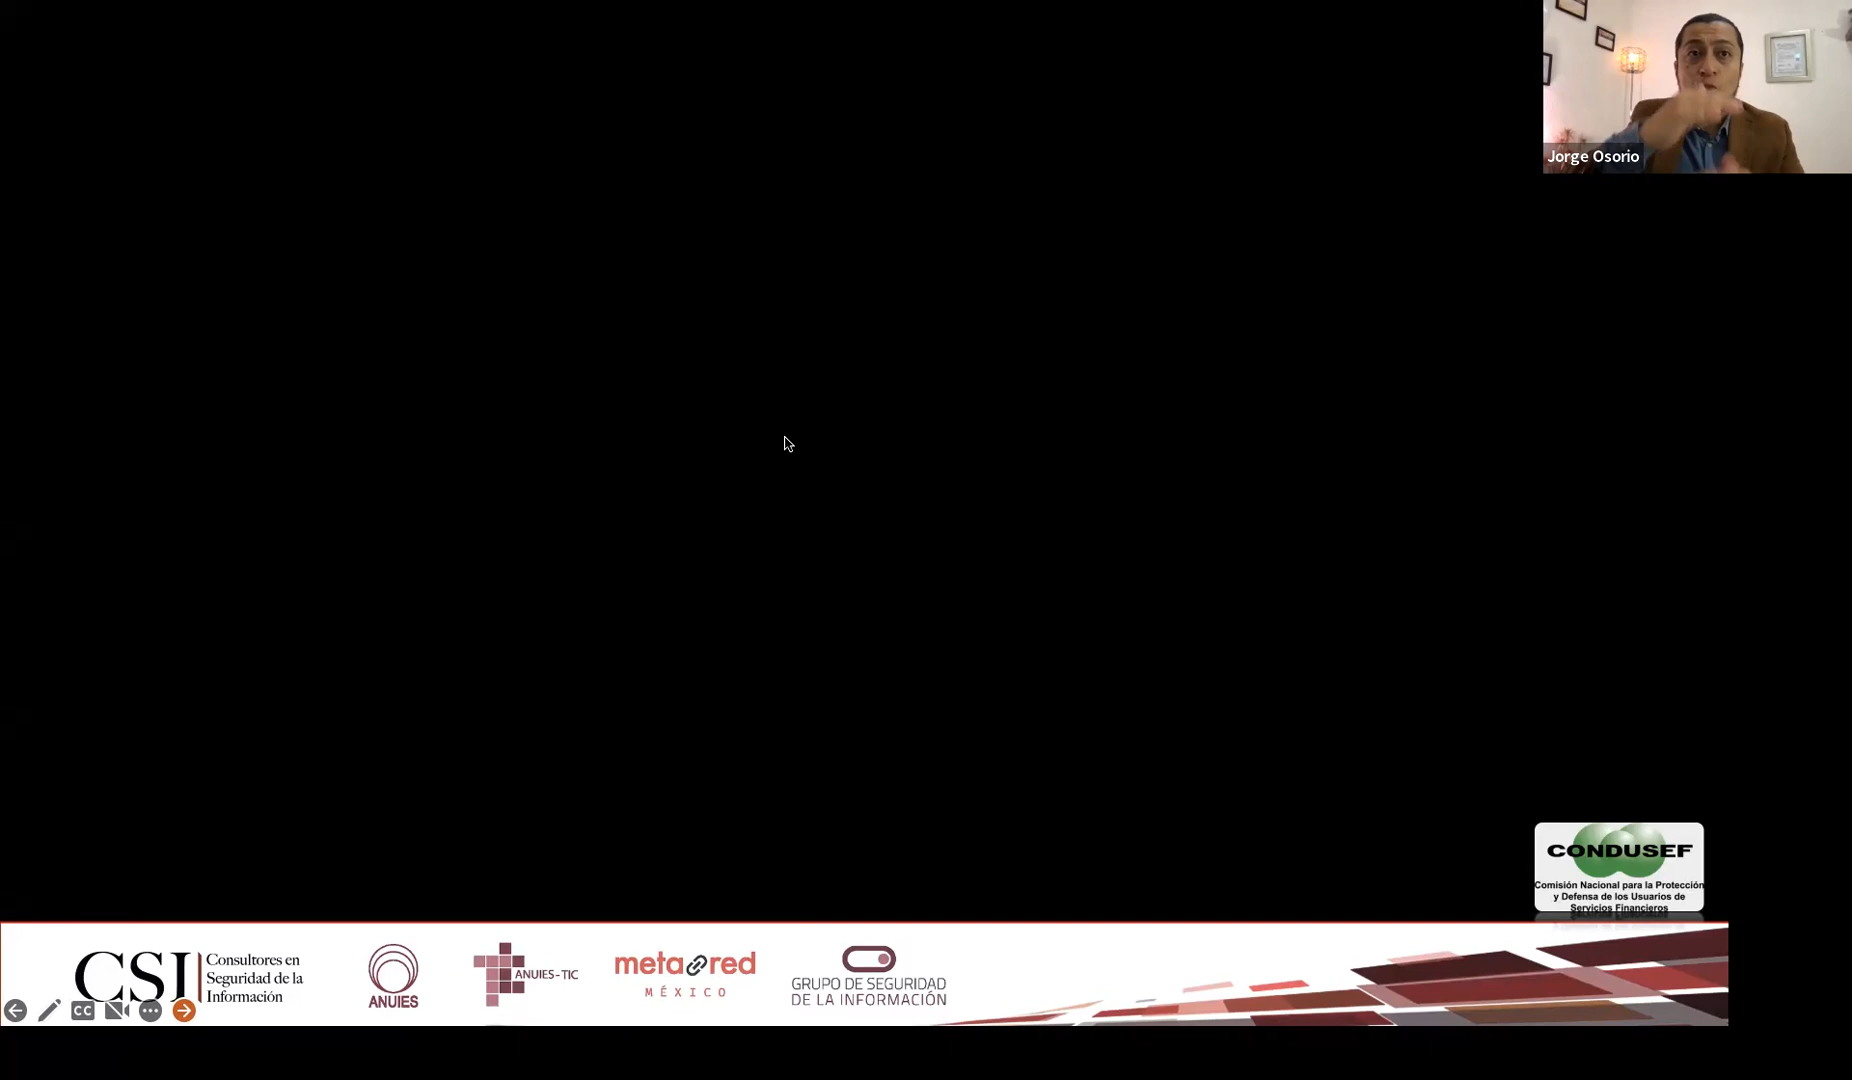 Jorge Osorio
CONDUSEF
Comisión Nacional para la Protección
y Defensa de los Usuarios de
Servicios Financieros
CSI
Consultores en
Seguridad de la
Información
ANUIES
ANUIES-TIC
meta red
MÉXICO
GRUPO DE SEGURIDAD
DE LA INFORMACIÓN
CC